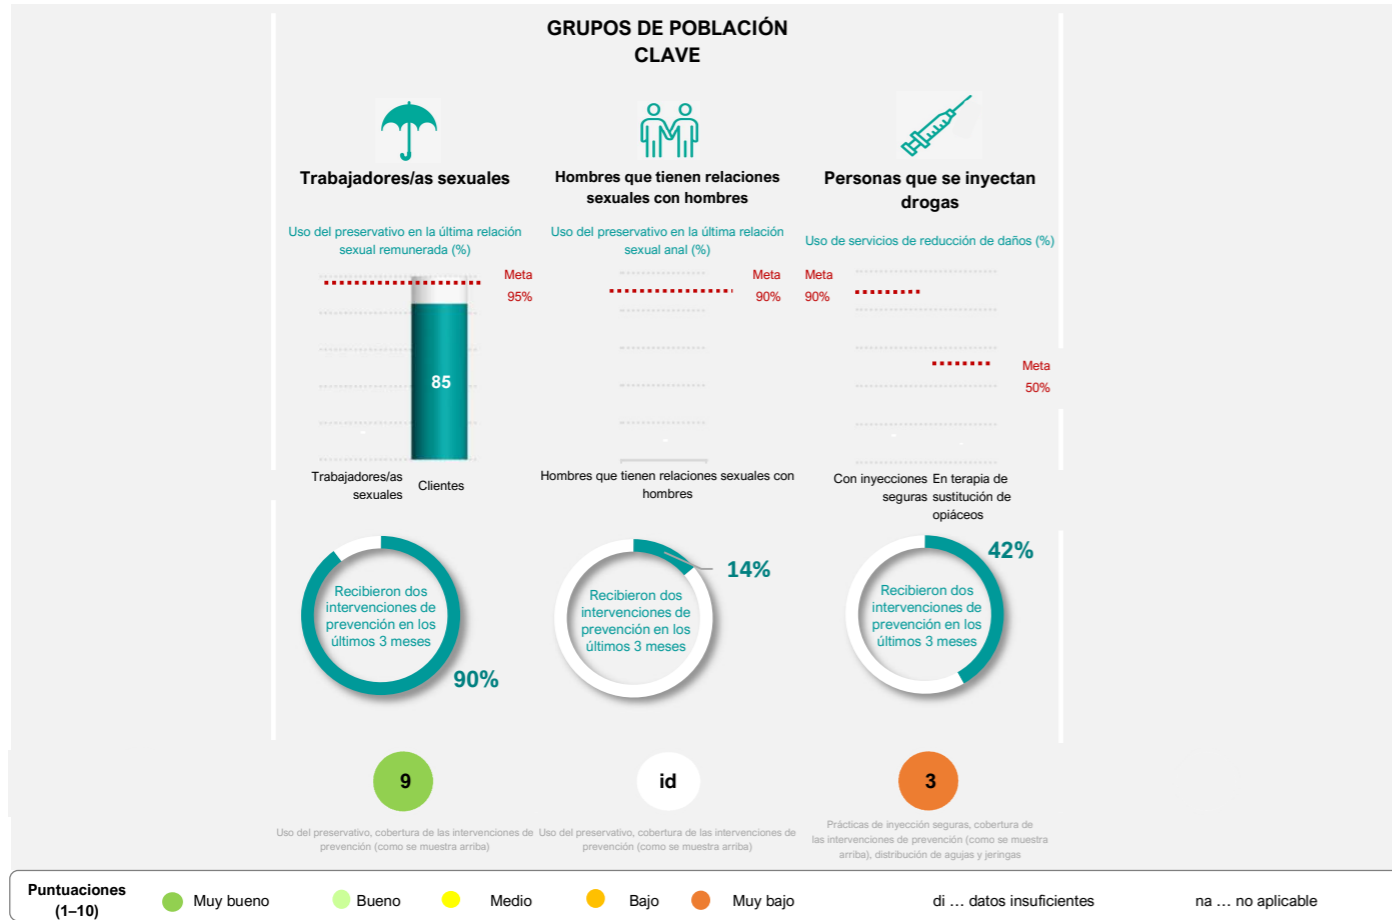 GRUPOS DE POBLACIÓN
CLAVE
Trabajadores/as sexuales
Uso del preservativo en la última relación
sexual remunerada (%)
Meta
95%
85
Trabajadores/as
sexuales
Clientes
Recibieron dos
intervenciones de
prevención en los
últimos 3 meses
90%
9
Uso del preservativo, cobertura de las intervenciones de
prevención (como se muestra arriba)
Hombres que tienen relaciones
sexuales con hombres
Uso del preservativo en la última relación
sexual anal (%)
Meta
90%
Hombres que tienen relaciones sexuales con
hombres
Recibieron dos
intervenciones de
prevención en los
últimos 3 meses
14%
id
Uso del preservativo, cobertura de las intervenciones de
prevención (como se muestra arriba)
Personas que se inyectan
drogas
Uso de servicios de reducción de daños (%)
Meta
90%
Meta
50%
Con inyecciones
seguras
En terapia de
sustitución de
opiáceos
Recibieron dos
intervenciones de
prevención en los
últimos 3 meses
42%
3
Prácticas de inyección seguras, cobertura de
las intervenciones de prevención (como se muestra
arriba), distribución de agujas y jeringas
Puntuaciones
(1–10)
Muy bueno
Bueno
Medio
Bajo
Muy bajo
di … datos insuficientes
na … no aplicable